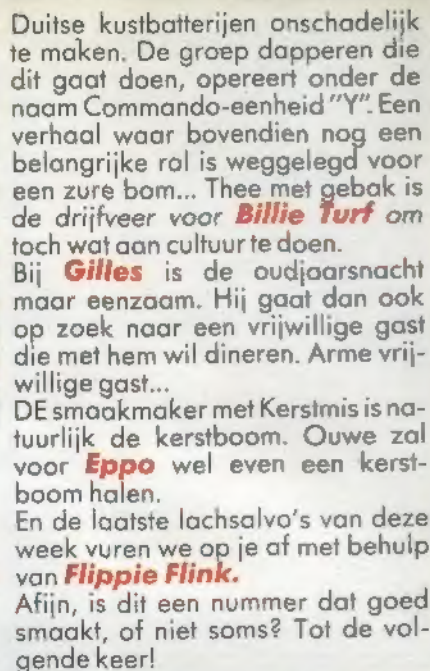 Duitse kustbatterijen onschadelijk
te maken. De groep dapperen die
dit gaat doen, opereert onder de
naam Commando-eenheid "Y". Een
verhaal waar bovendien nog een
belangrijke rol is weggelegd voor
een zure bom... Thee met gebak is
de drijfveer voor Billie Turf om
toch wat aan cultuur te doen.
Bij Gilles is de oudjaarsnacht
maar eenzaam. Hij gaat dan ook
op zoek naar een vrijwillige gast
die met hem wil dineren. Arme vrij-
willige gast...
DE smaakmaker met Kerstmis is na-
tuurlijk de kerstboom. Ouwe zal
voor Eppo wel even een kerst-
boom halen.
En de laatste lachsalvo's van deze
week vuren we op je af met behulp
van Flippie Flink.
Afijn, is dit een nummer dat goed
smaakt, of niet soms? Tot de vol-
gende keer!